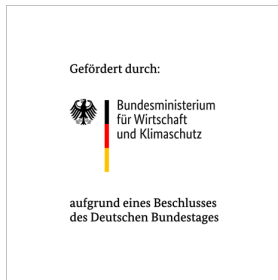 Gefördert durch:
Bundesministerium
für Wirtschaft
und Klimaschutz
aufgrund eines Beschlusses
des Deutschen Bundestages